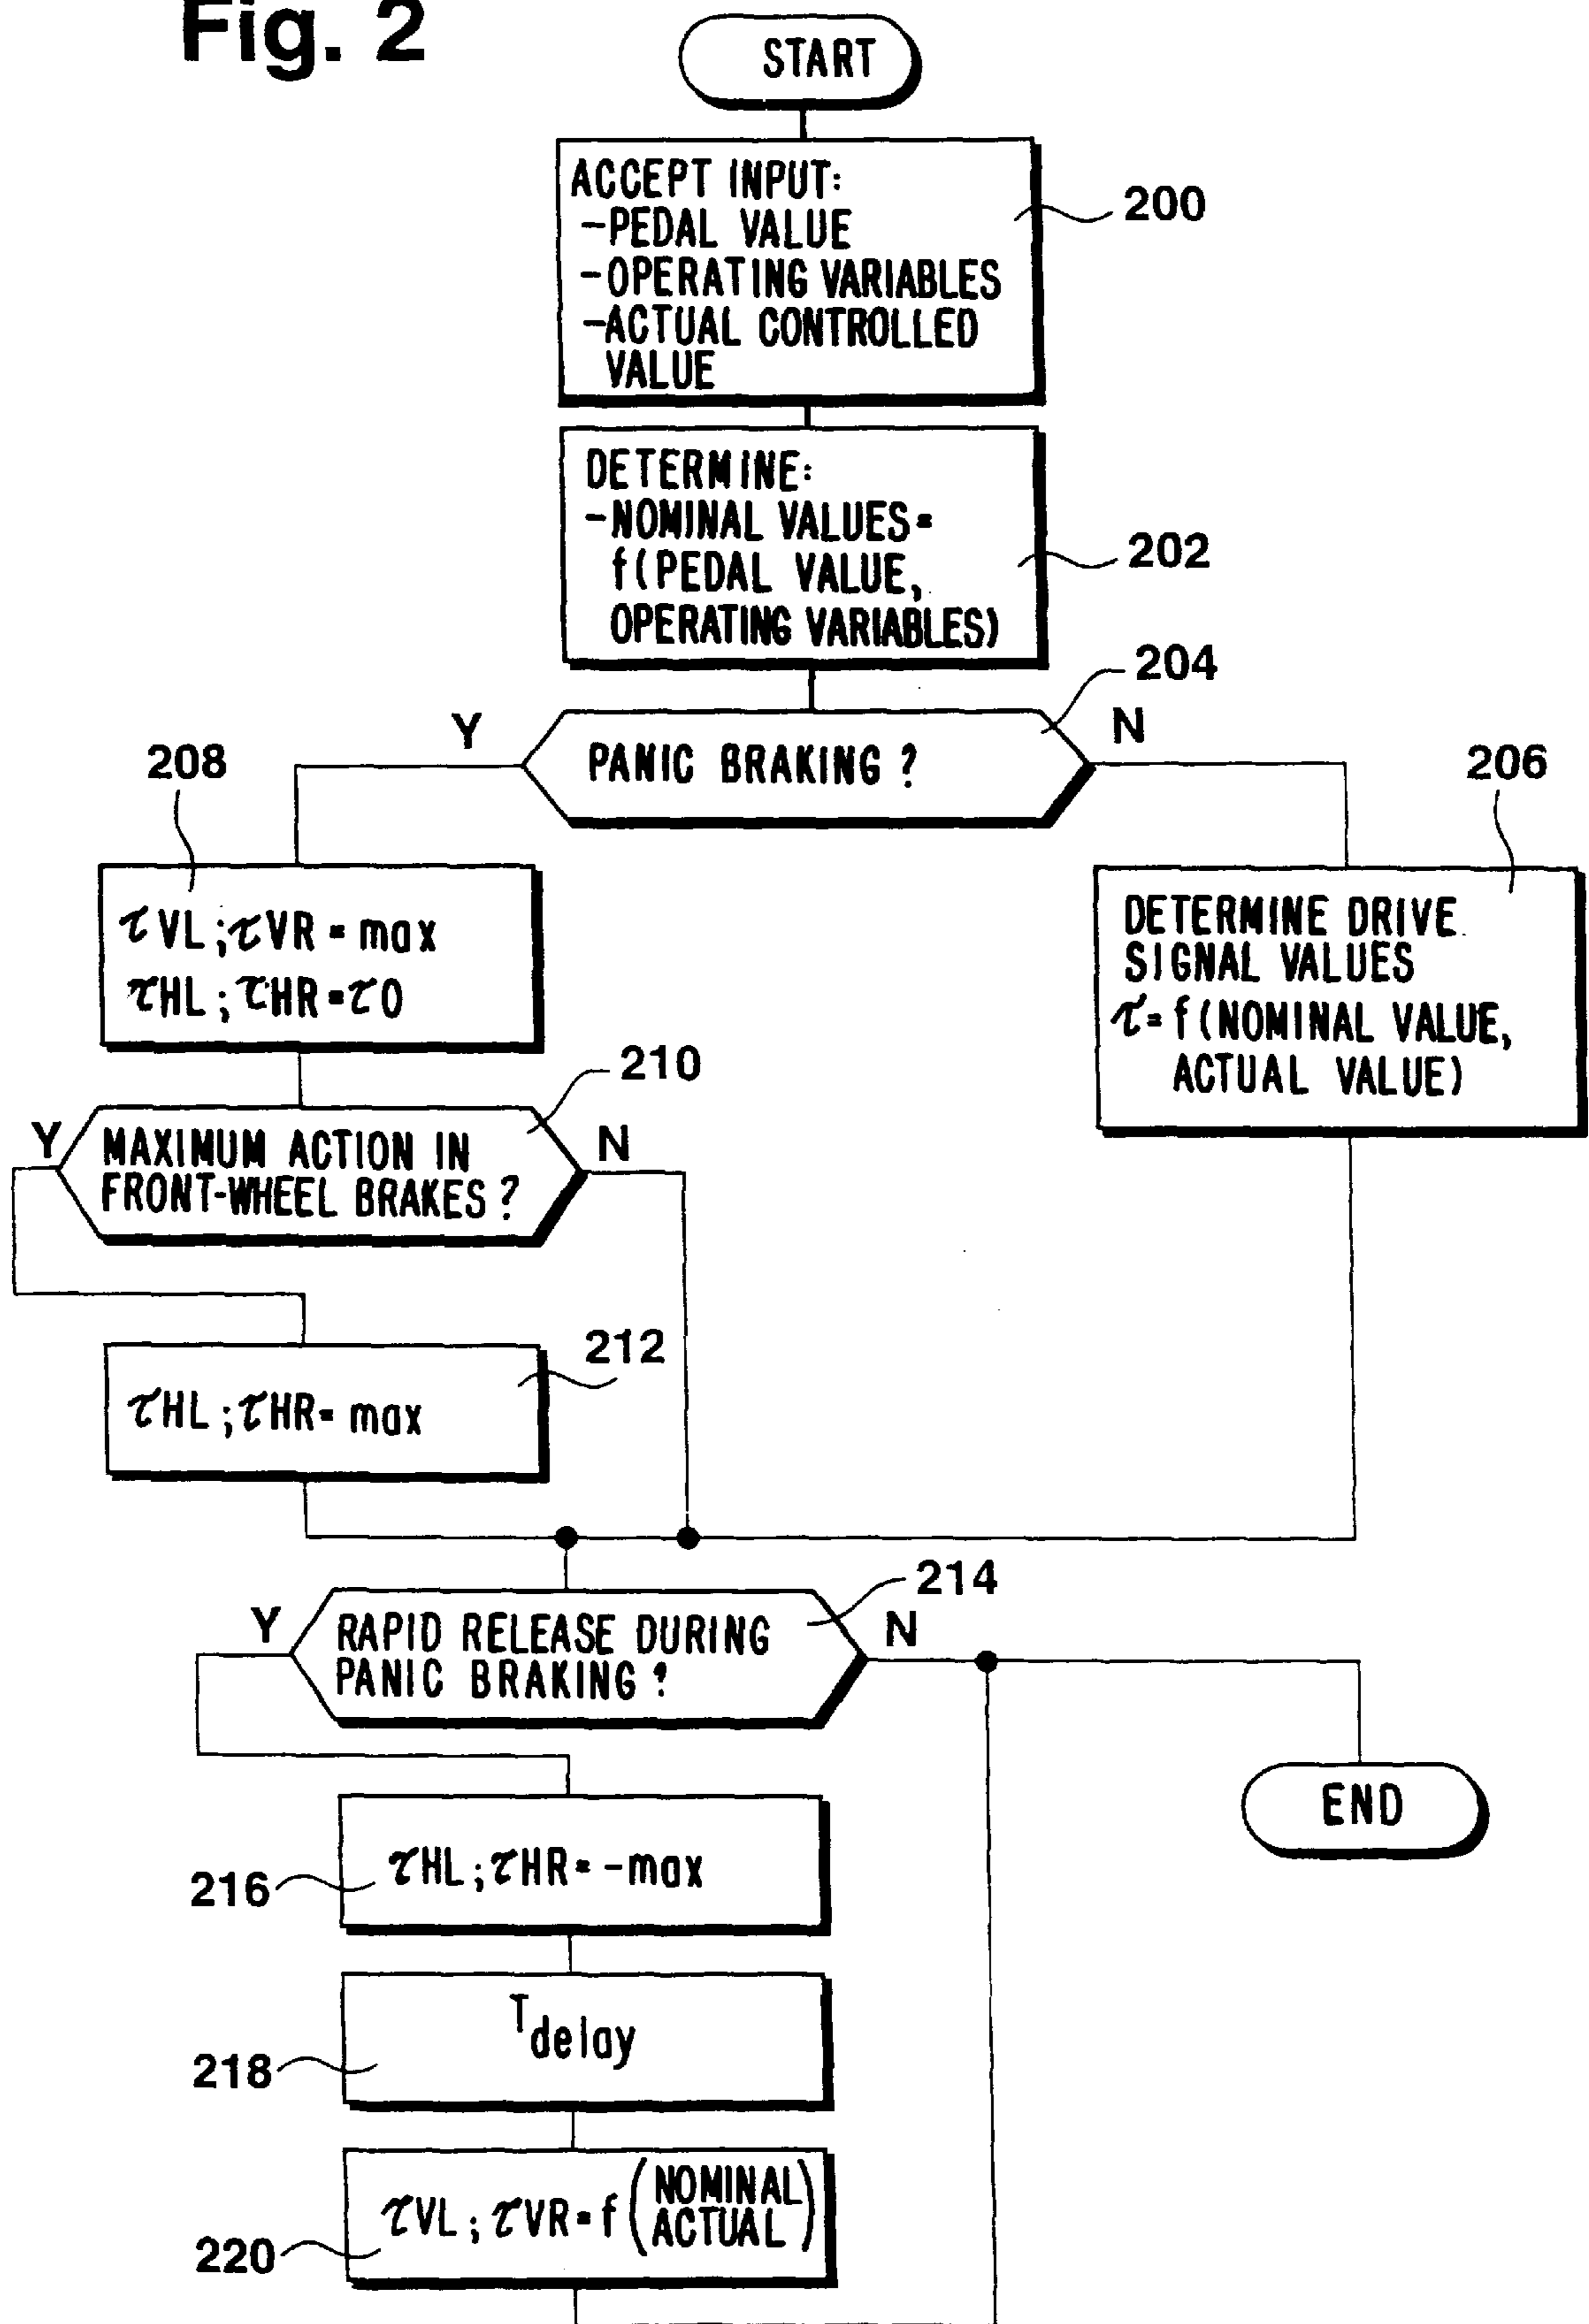 Fig. 2
START
ACCEPT INPUT:
-PEDAL VALUE
-OPERATING VARIABLES
-ACTUAL CONTROLLED
VALUE
200
DETERMINE:
-NOMINAL VALUES=
f(PEDAL VALUE,
OPERATING VARIABLES)
202
204
Y
PANIC BRAKING?
N
208
206
τVL;τVR=max
τHL;τHR=τ0
DETERMINE DRIVE
SIGNAL VALUES
τ=f(NOMINAL VALUE,
ACTUAL VALUE)
210
Y
MAXIMUM ACTION IN
FRONT-WHEEL BRAKES?
N
212
τHL;τHR=max
214
Y
RAPID RELEASE DURING
PANIC BRAKING?
N
END
τHL;τHR=-max
216
Tdelay
218
τVL;τVR=f(NOMINAL
ACTUAL)
220